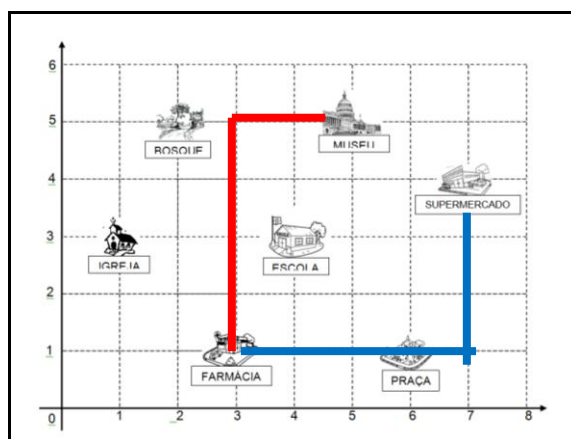 6
BOSQUE
5
MUSEU
4
SUPERMERCADO
3
IGREJA
ESCOLA
2
1
FARMÁCIA
PRAÇA
0 1 2 3 4 5 6 7 8